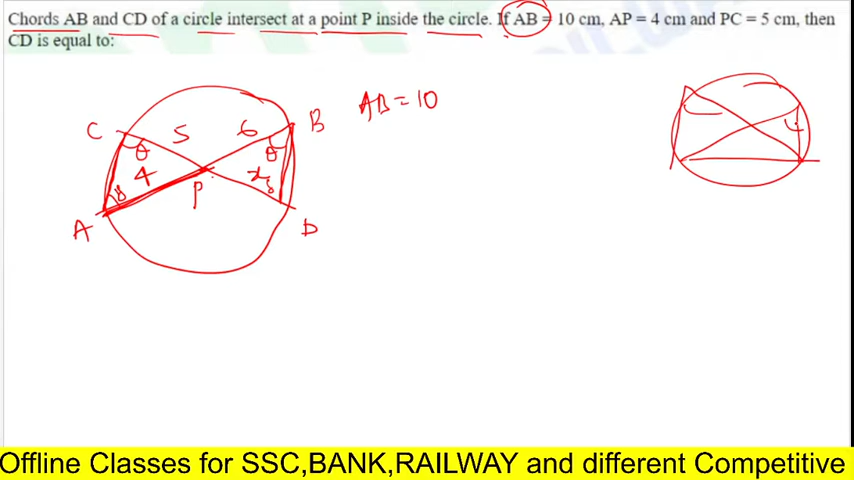 Chords AB and CD of a circle intersect at a point P inside the circle. If AB = 10 cm, AP = 4 cm and PC = 5 cm, then
CD is equal to:
AB = 10
C 5 6 B
θ θ
4 x
P
A D
Offline Classes for SSC,BANK,RAILWAY and different Competitive